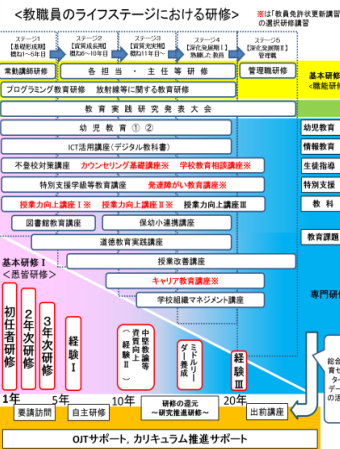 <教職員のライフステージにおける研修>
※は「教員免許状更新講習
の選択研修講習
ステージ1
【基礎形成期】
概ね1～5年目
ステージ2
【資質成長期】
概ね6～10年目
ステージ3
【資質充実期】
概ね11年目～
ステージ4
【深化発展期Ⅰ】
熟練した教員
ステージ5
【深化発展期Ⅱ】
管理職
常勤講師研修
各担当・主任等研修
管理職研修
基本研修
<職能研修
プログラミング教育研修 放射線等に関する教育研修
教育実践研究発表大会
幼児教育①②
幼児教育
ICT活用講座(デジタル教科書)
情報教育
不登校対策講座 カウンセリング基礎講座※ 学校教育相談講座※
生徒指導
特別支援学級等教育講座 発達障がい教育講座※
特別支援
授業力向上講座Ⅰ※ 授業力向上講座Ⅱ※ 授業力向上講座Ⅲ
教科
図書館教育講座
保幼小連携講座
道徳教育実践講座
教育課題
授業改善講座
基本研修Ⅰ
<悉皆研修>
キャリア教育講座※
専門研
学校組織マネジメント講座
初任者研修
2年次研修
3年次研修
経験Ⅰ
中堅教諭等
資質向上
(経験Ⅱ)
ミドルリー
ダー養成
経験Ⅲ
総合
育セ
ター
デー
の活
1年
5年
10年
20年
要請訪問
自主研修
研修の還元
～研究推進研修～
出前講座
OJTサポート,カリキュラム推進サポート